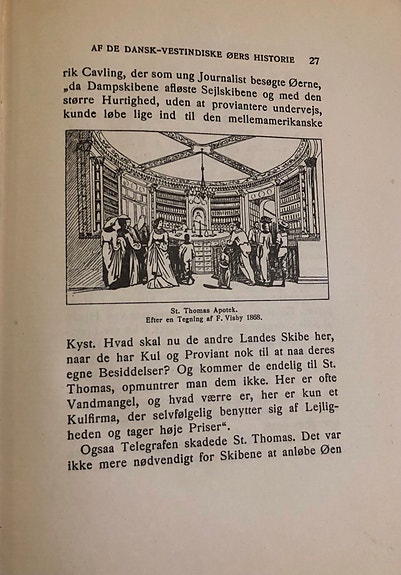 AF DE DANSK-VESTINDISKE ØERS HISTORIE 27
rik Cavling, der som ung Journalist besøgte Øerne,
„da Dampskibene afløste Sejlskibene og med den
større Hurtighed, uden at proviantere undervejs,
kunde løbe lige ind til den mellemamerikanske
St. Thomas Apotek.
Efter en Tegning af F. Visby 1868.
Kyst. Hvad skal nu de andre Landes Skibe her,
naar de har Kul og Proviant nok til at naa deres
egne Besiddelser? Og kommer de endelig til St.
Thomas, opmuntrer man dem ikke. Her er ofte
Vandmangel, og hvad værre er, her er kun et
Kulfirma, der selvfølgelig benytter sig af Lejlig-
heden og tager høje Priser“.
Ogsaa Telegrafen skadede St. Thomas. Det var
ikke mere nødvendigt for Skibene at anløbe Øen